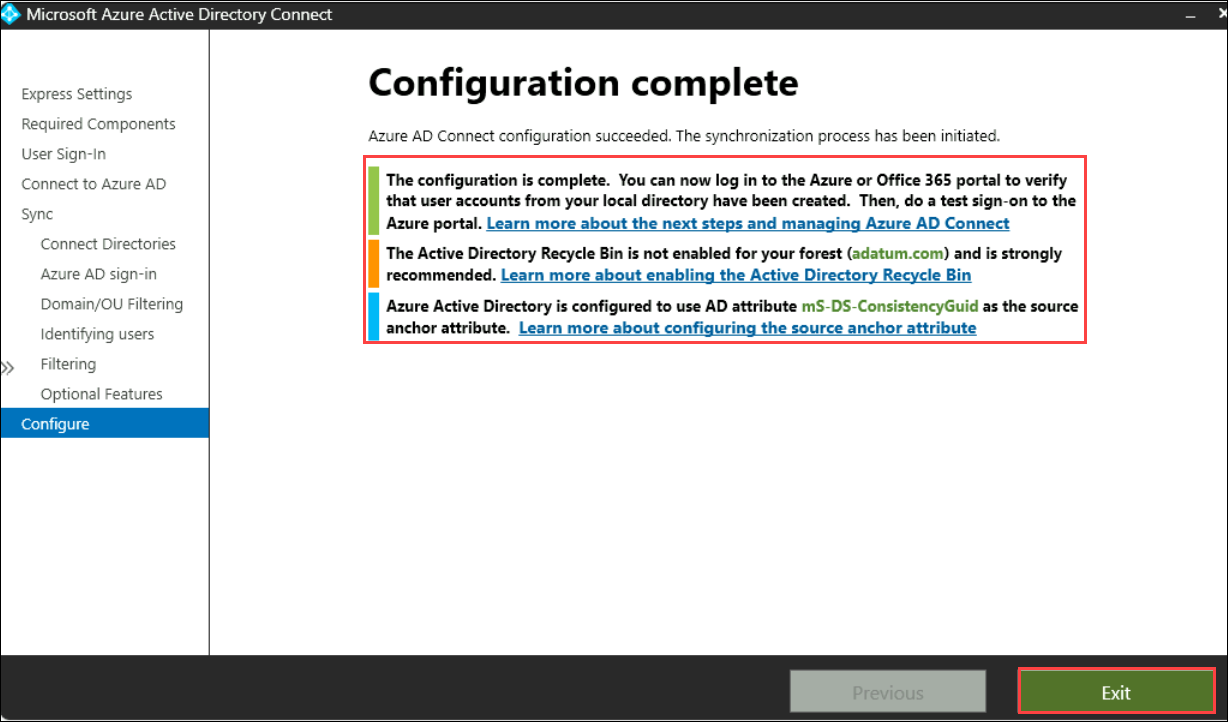 Microsoft Azure Active Directory Connect
Express Settings
Required Components
User Sign-In
Connect to Azure AD
Sync
Connect Directories
Azure AD sign-in
Domain/OU Filtering
Identifying users
Filtering
Optional Features
Configure
Configuration complete
Azure AD Connect configuration succeeded. The synchronization process has been initiated.
The configuration is complete.  You can now log in to the Azure or Office 365 portal to verify
that user accounts from your local directory have been created.  Then, do a test sign-on to the
Azure portal. Learn more about the next steps and managing Azure AD Connect
The Active Directory Recycle Bin is not enabled for your forest (adatum.com) and is strongly
recommended. Learn more about enabling the Active Directory Recycle Bin
Azure Active Directory is configured to use AD attribute mS-DS-ConsistencyGuid as the source
anchor attribute.  Learn more about configuring the source anchor attribute
Previous
Exit